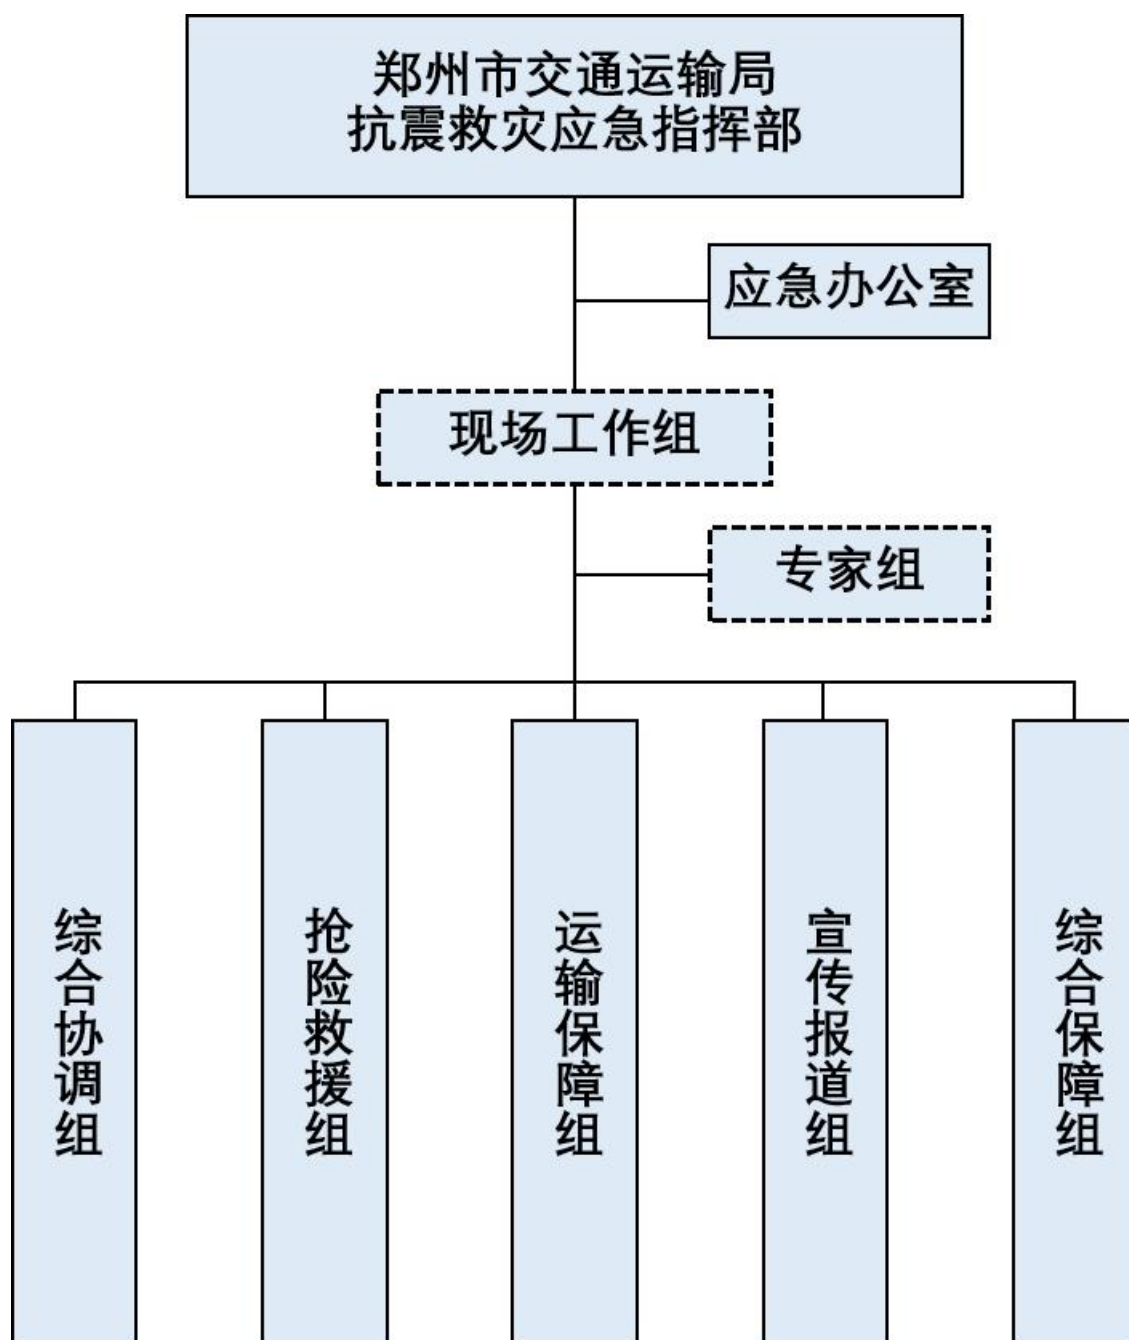 郑州市交通运输局
抗震救灾应急指挥部
应急办公室
现场工作组
专家组
综合协调组
抢险救援组
运输保障组
宣传报道组
综合保障组